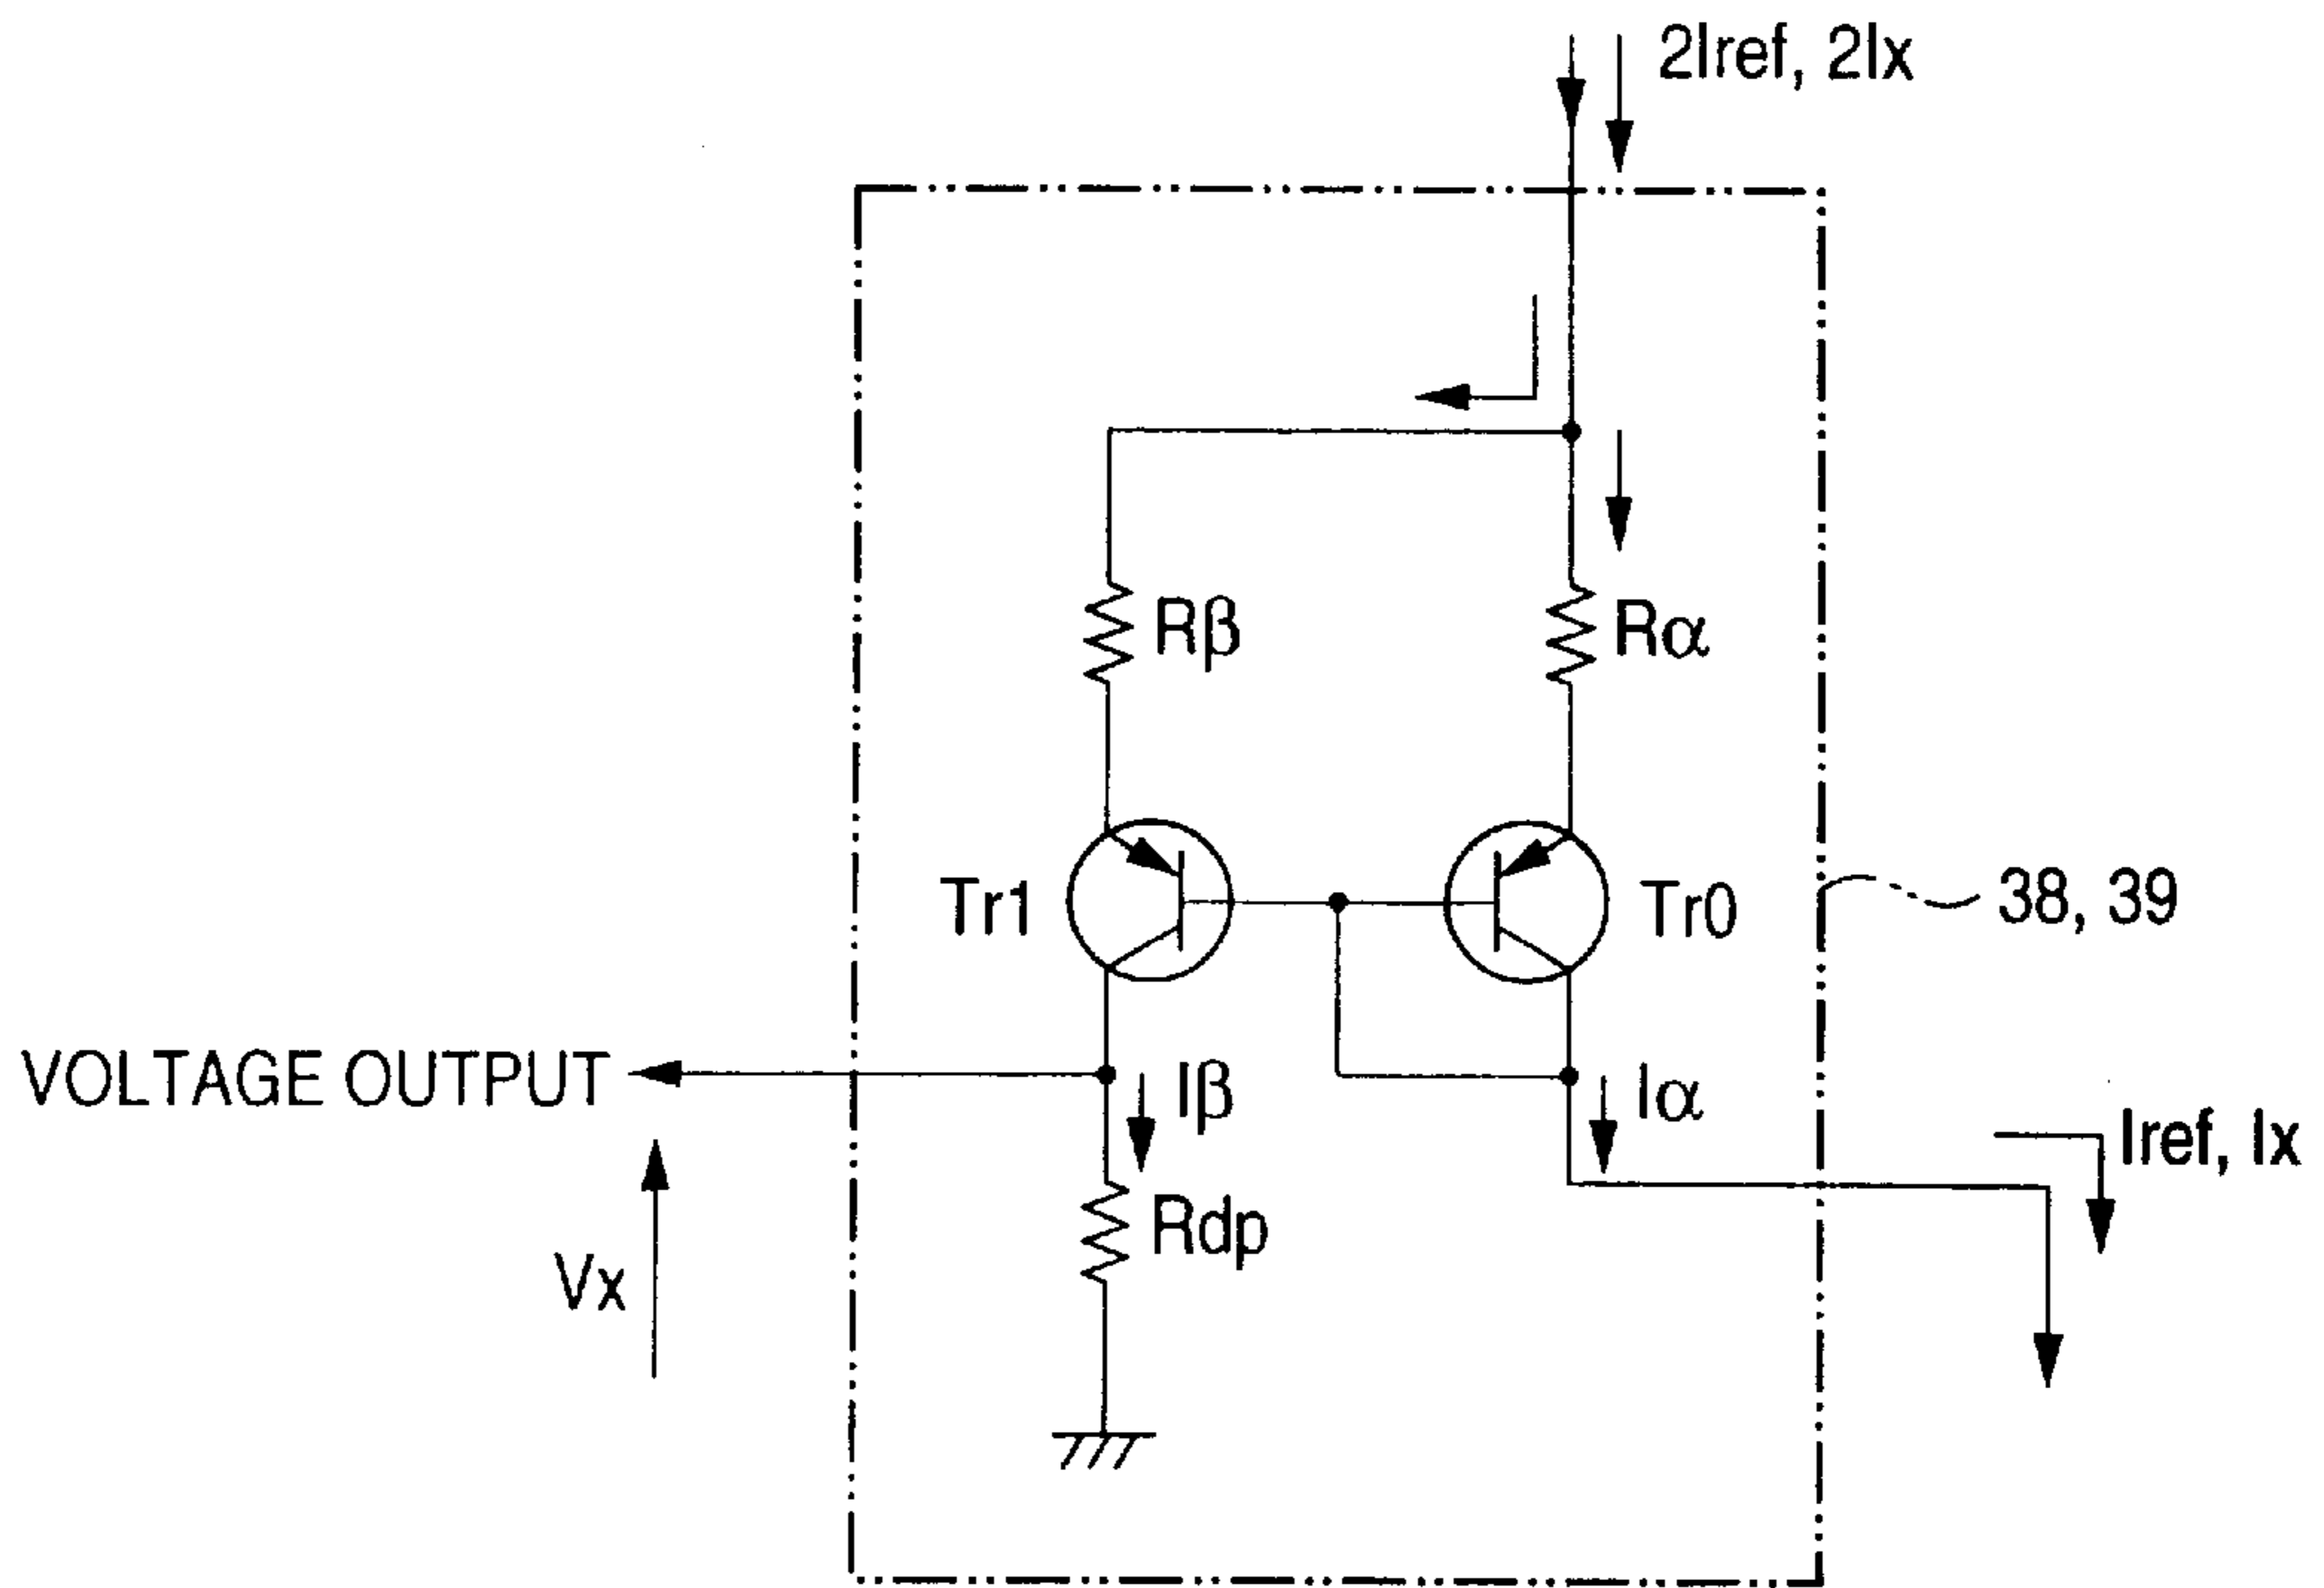 2Iref, 2Ix
Rβ
Rα
Tr1
Tr0
38, 39
VOLTAGE OUTPUT
Iβ
Iα
Iref, Ix
Rdp
Vx